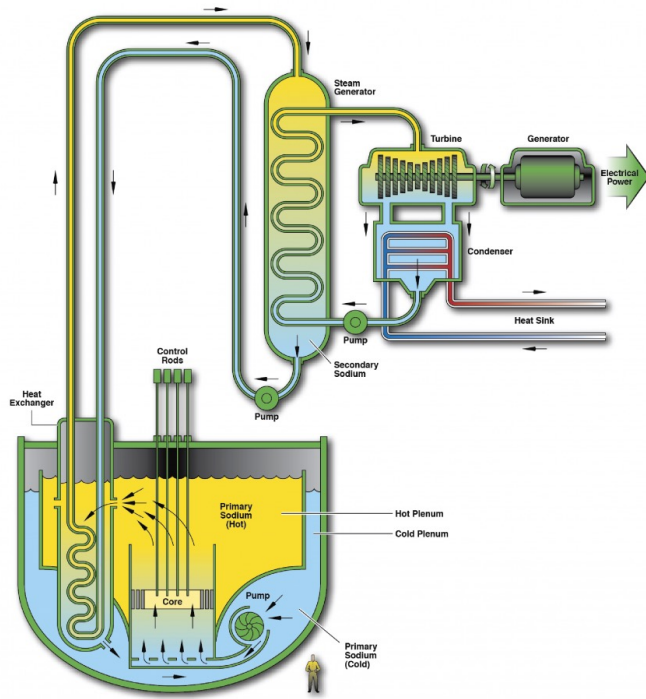 Steam
Generator
Turbine
Generator
Electrical
Power
Condenser
Heat Sink
Pump
Secondary
Sodium
Pump
Control
Rods
Heat
Exchanger
Primary
Sodium
(Hot)
Hot Plenum
Cold Plenum
Core
Pump
Primary
Sodium
(Cold)